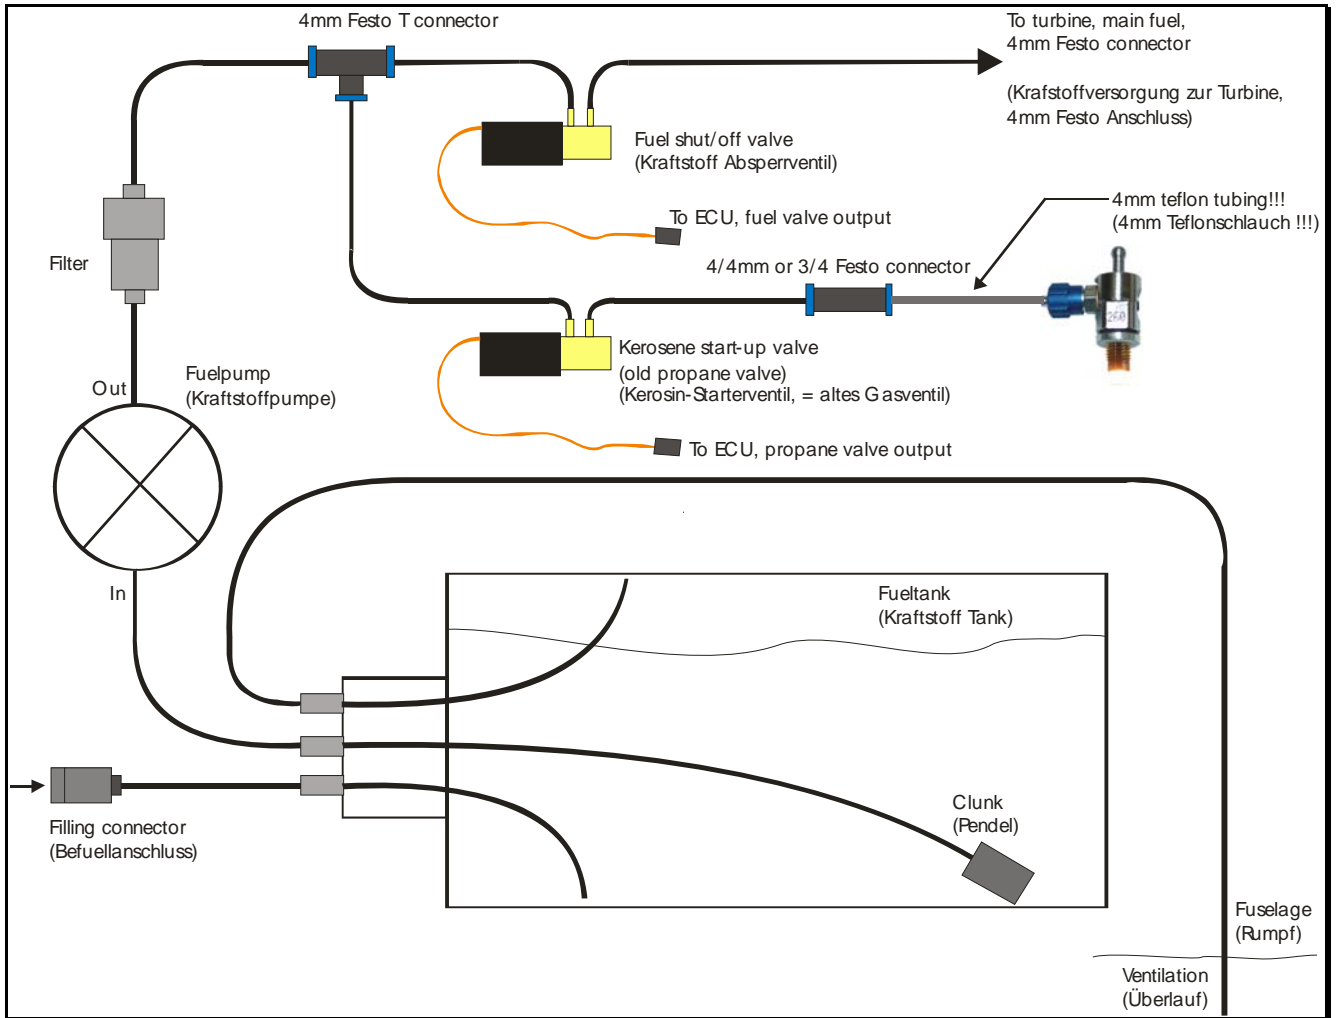 4mm Festo T connector
To turbine, main fuel,
4mm Festo connector
(Krafstoffversorgung zur Turbine,
4mm Festo Anschluss)
Fuel shut/off valve
(Kraftstoff Absperrventil)
4mm teflon tubing!!!
(4mm Teflonschlauch !!!)
To ECU, fuel valve output
Filter
4/4mm or 3/4 Festo connector
260
Kerosene start-up valve
(old propane valve)
(Kerosin-Starterventil, = altes Gasventil)
Out
Fuelpump
(Kraftstoffpumpe)
To ECU, propane valve output
In
Fueltank
(Kraftstoff Tank)
Clunk
(Pendel)
Filling connector
(Befuellanschluss)
Fuselage
(Rumpf)
Ventilation
(Überlauf)